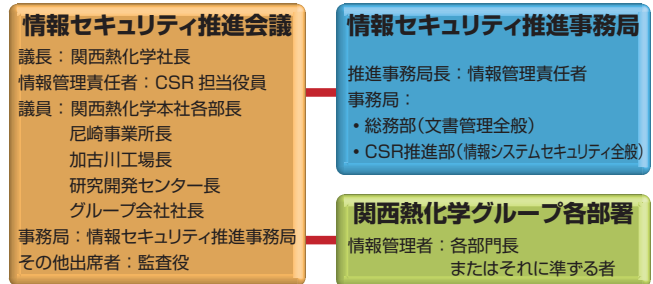 情報セキュリティ推進会議
議長：関西熱化学社長
情報管理責任者：CSR 担当役員
議員：関西熱化学本社各部長
尼崎事業所長
加古川工場長
研究開発センター長
グループ会社社長
事務局：情報セキュリティ推進事務局
その他出席者：監査役
情報セキュリティ推進事務局
推進事務局長：情報管理責任者
事務局：
・総務部（文書管理全般）
・CSR推進部（情報システムセキュリティ全般）
関西熱化学グループ各部署
情報管理者：各部門長
またはそれに準ずる者